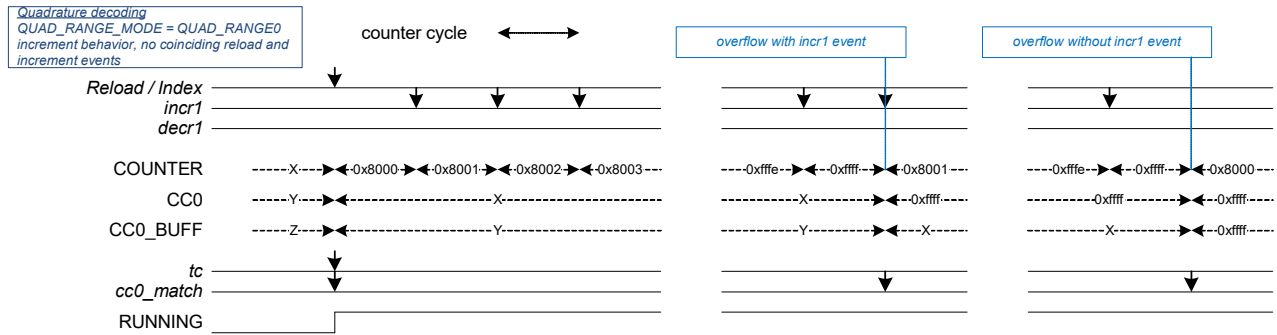 Quadrature decoding
QUAD_RANGE_MODE = QUAD_RANGE0
increment behavior, no coinciding reload and
increment events
counter cycle
overflow with incr1 event
overflow without incr1 event
Reload / Index
incr1
decr1
COUNTER X 0x8000 0x8001 0x8002 0x8003 0xfffe 0xffff 0x8001 0xfffe 0xffff 0x8000
CC0 Y X X 0xffff 0xffff 0xffff
CC0_BUFF Z Y Y X X 0xffff
tc
cc0_match
RUNNING